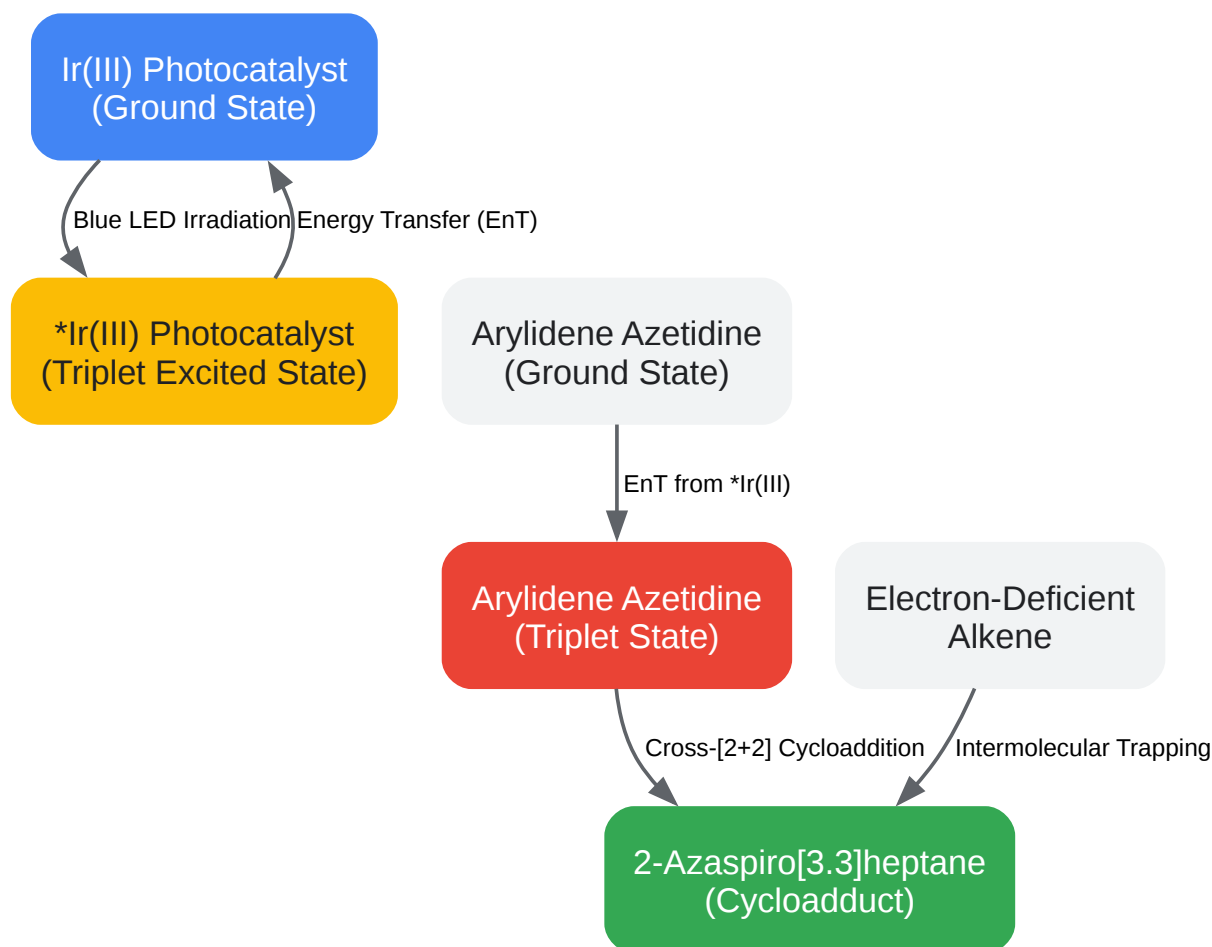 Ir(III) Photocatalyst
(Ground State)
Blue LED Irradiation
Energy Transfer (EnT)
*Ir(III) Photocatalyst
(Triplet Excited State)
Arylidene Azetidine
(Ground State)
EnT from *Ir(III)
Arylidene Azetidine
(Triplet State)
Electron-Deficient
Alkene
Cross-[2+2] Cycloaddition
Intermolecular Trapping
2-Azaspiro[3.3]heptane
(Cycloadduct)